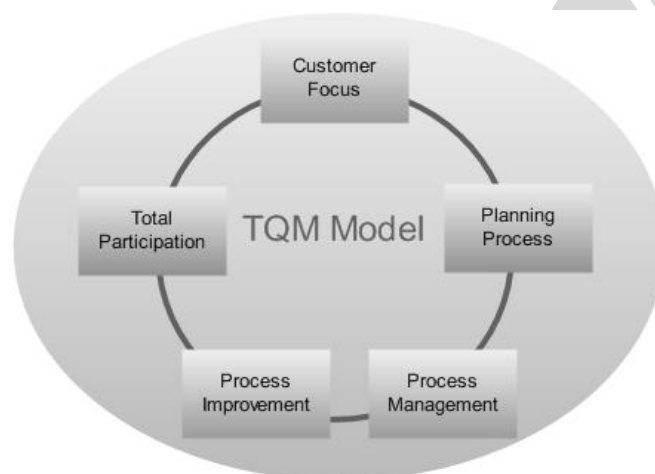 Customer
Focus
Total
Participation
TQM Model
Planning
Process
Process
Improvement
Process
Management